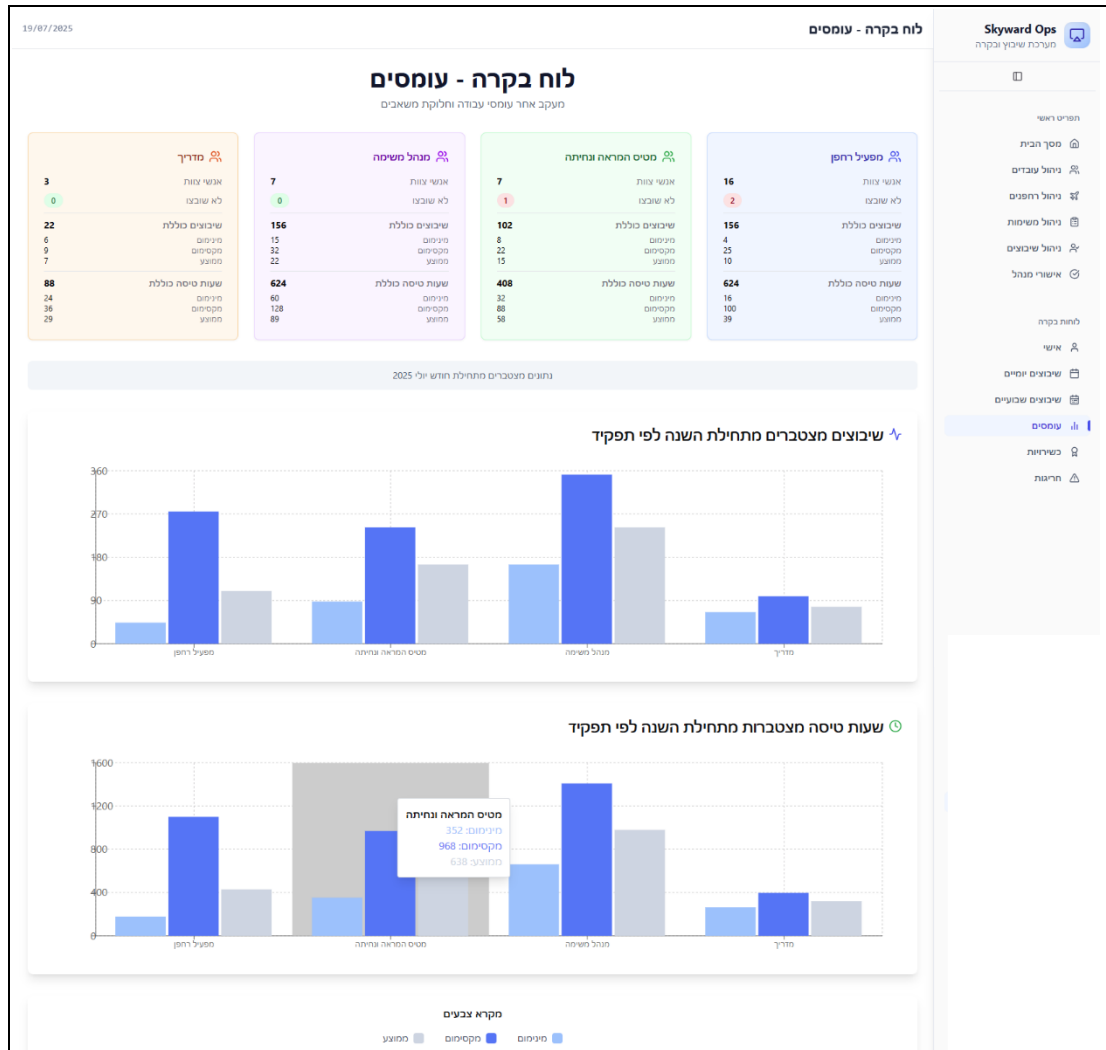 Skyward Ops
מערכת שיבוץ ובקרה
תפריט ראשי
מסך הבית
ניהול עובדים
ניהול רחפנים
ניהול משימות
ניהול שיבוצים
אישורי מנהל
לוחות בקרה
אישי
שיבוצים יומיים
שיבוצים שבועיים
עומסים
כשירויות
חריגות
לוח בקרה - עומסים
19/07/2025
לוח בקרה - עומסים
מעקב אחר עומסי עבודה וחלוקת משאבים
מפעיל רחפן
אנשי צוות 16
לא שובצו 2
שיבוצים כוללת 156
מינימום 4
מקסימום 25
ממוצע 10
שעות טיסה כוללת 624
מינימום 16
מקסימום 100
ממוצע 39
מטיס המראה ונחיתה
אנשי צוות 7
לא שובצו 1
שיבוצים כוללת 102
מינימום 8
מקסימום 22
ממוצע 15
שעות טיסה כוללת 408
מינימום 32
מקסימום 88
ממוצע 58
מנהל משימה
אנשי צוות 7
לא שובצו 0
שיבוצים כוללת 156
מינימום 15
מקסימום 32
ממוצע 22
שעות טיסה כוללת 624
מינימום 60
מקסימום 128
ממוצע 89
מדריך
אנשי צוות 3
לא שובצו 0
שיבוצים כוללת 22
מינימום 6
מקסימום 9
ממוצע 7
שעות טיסה כוללת 88
מינימום 24
מקסימום 36
ממוצע 29
נתונים מצטברים מתחילת חודש יולי 2025
שיבוצים מצטברים מתחילת השנה לפי תפקיד
360
270
180
90
0
מפעיל רחפן
מטיס המראה ונחיתה
מנהל משימה
מדריך
שעות טיסה מצטברות מתחילת השנה לפי תפקיד
1600
1200
800
400
0
מטיס המראה ונחיתה
מינימום: 352
מקסימום: 968
ממוצע: 638
מפעיל רחפן
מטיס המראה ונחיתה
מנהל משימה
מדריך
מקרא צבעים
מינימום
מקסימום
ממוצע